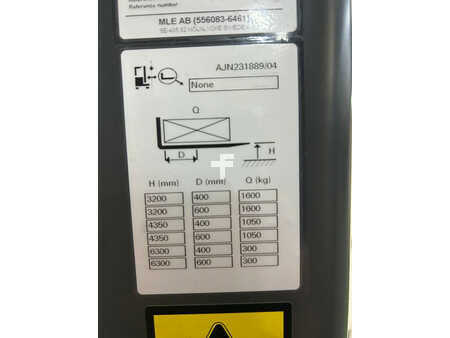 Reference number
MLE AB (556083-6461)
AJN231889/04
None
Q
H
D
H (mm) D (mm) Q (kg)
3200 400 1600
3200 600 1600
4350 400 1050
4350 600 1050
6300 400 300
6300 600 300